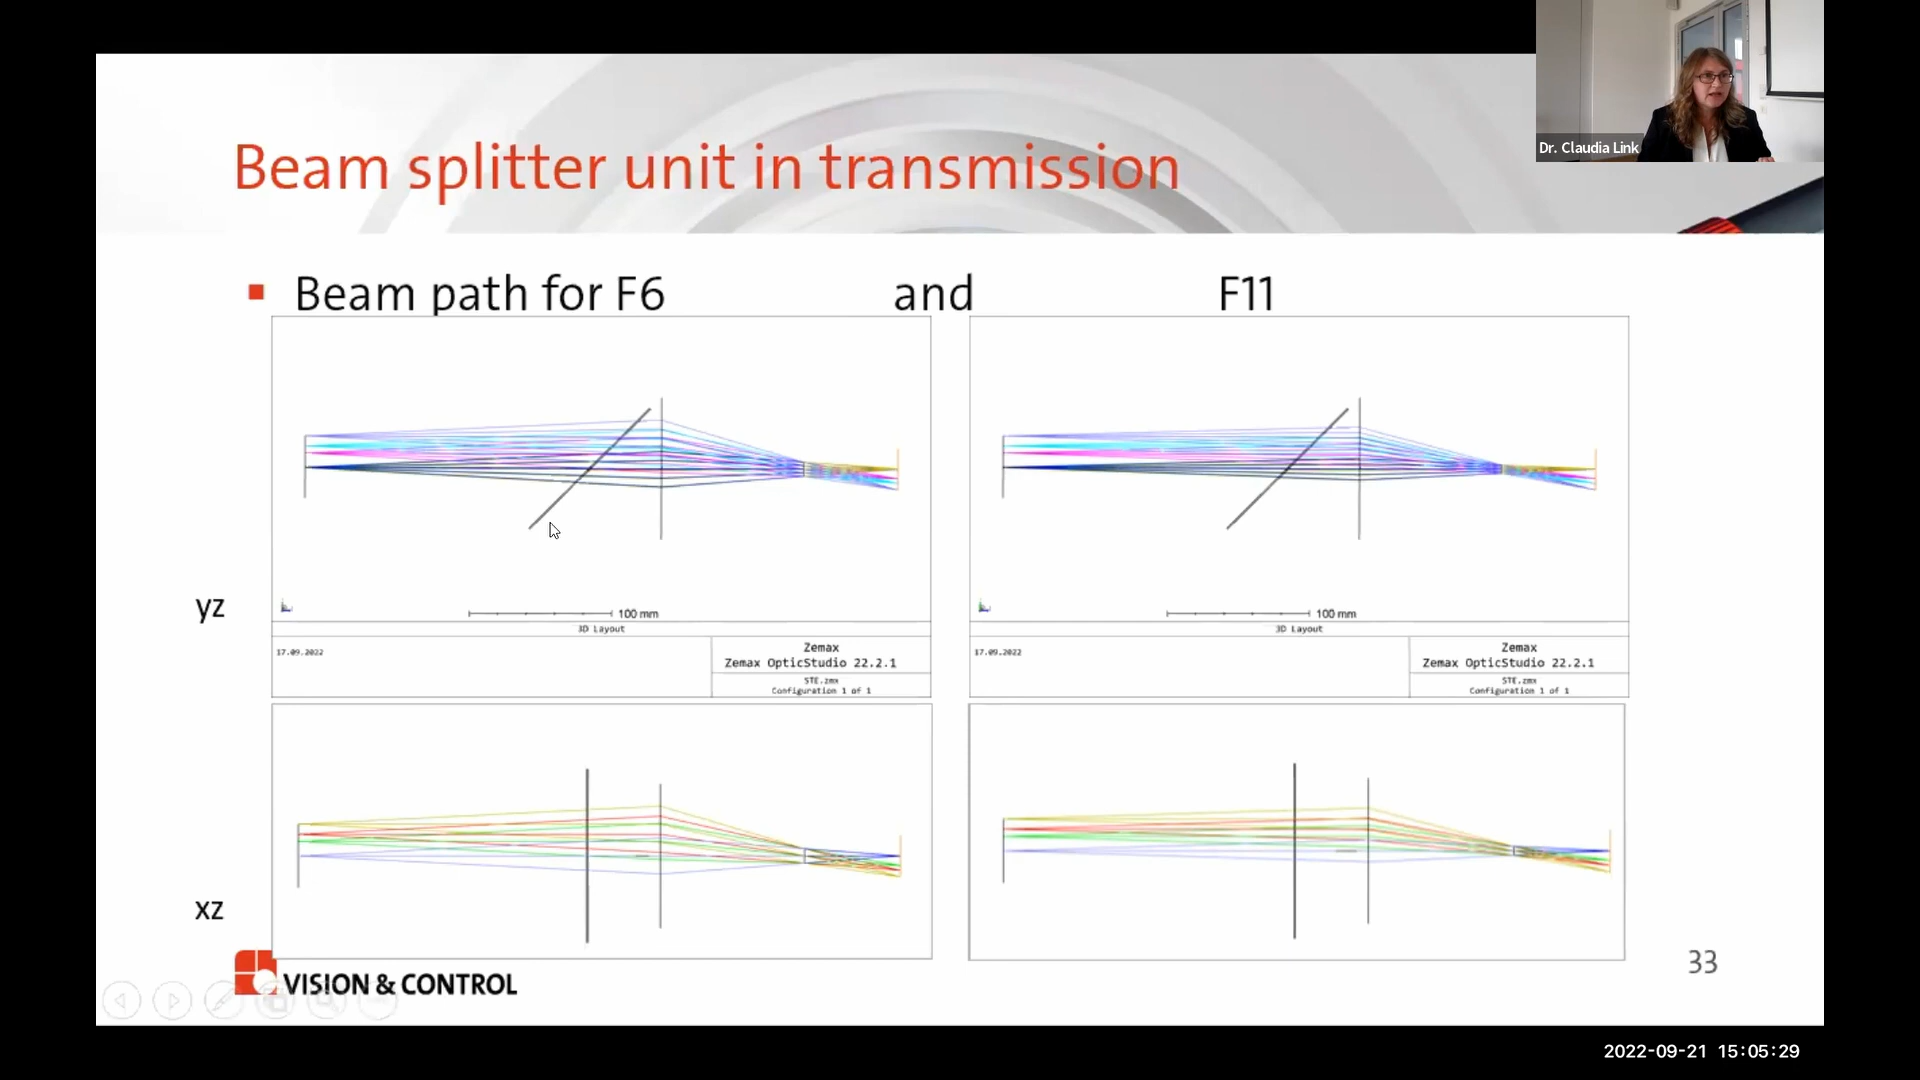 Dr. Claudia Link
Beam splitter unit in transmission
Beam path for F6 and F11
100 mm
3D Layout
17.09.2022
Zemax
Zemax OpticStudio 22.2.1
STE.zmx
Configuration 1 of 1
100 mm
3D Layout
17.09.2022
Zemax
Zemax OpticStudio 22.2.1
STE.zmx
Configuration 1 of 1
yz
xz
VISION & CONTROL
33
2022-09-21 15:05:29